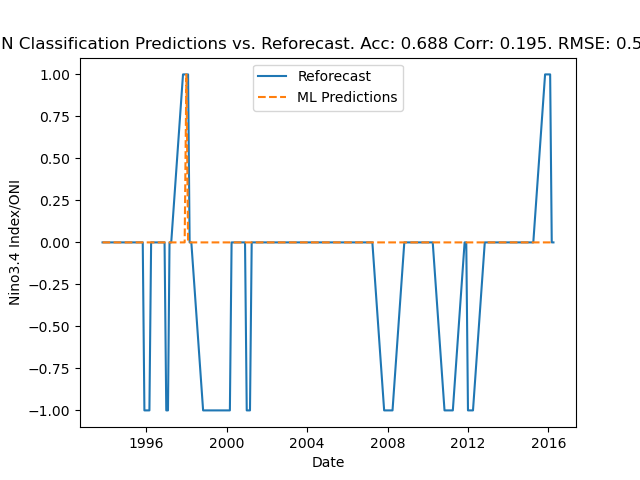 N Classification Predictions vs. Reforecast. Acc: 0.688 Corr: 0.195. RMSE: 0.5
Reforecast
ML Predictions
Nino3.4 Index/ONI
1.00
0.75
0.50
0.25
0.00
−0.25
−0.50
−0.75
−1.00
1996 2000 2004 2008 2012 2016
Date